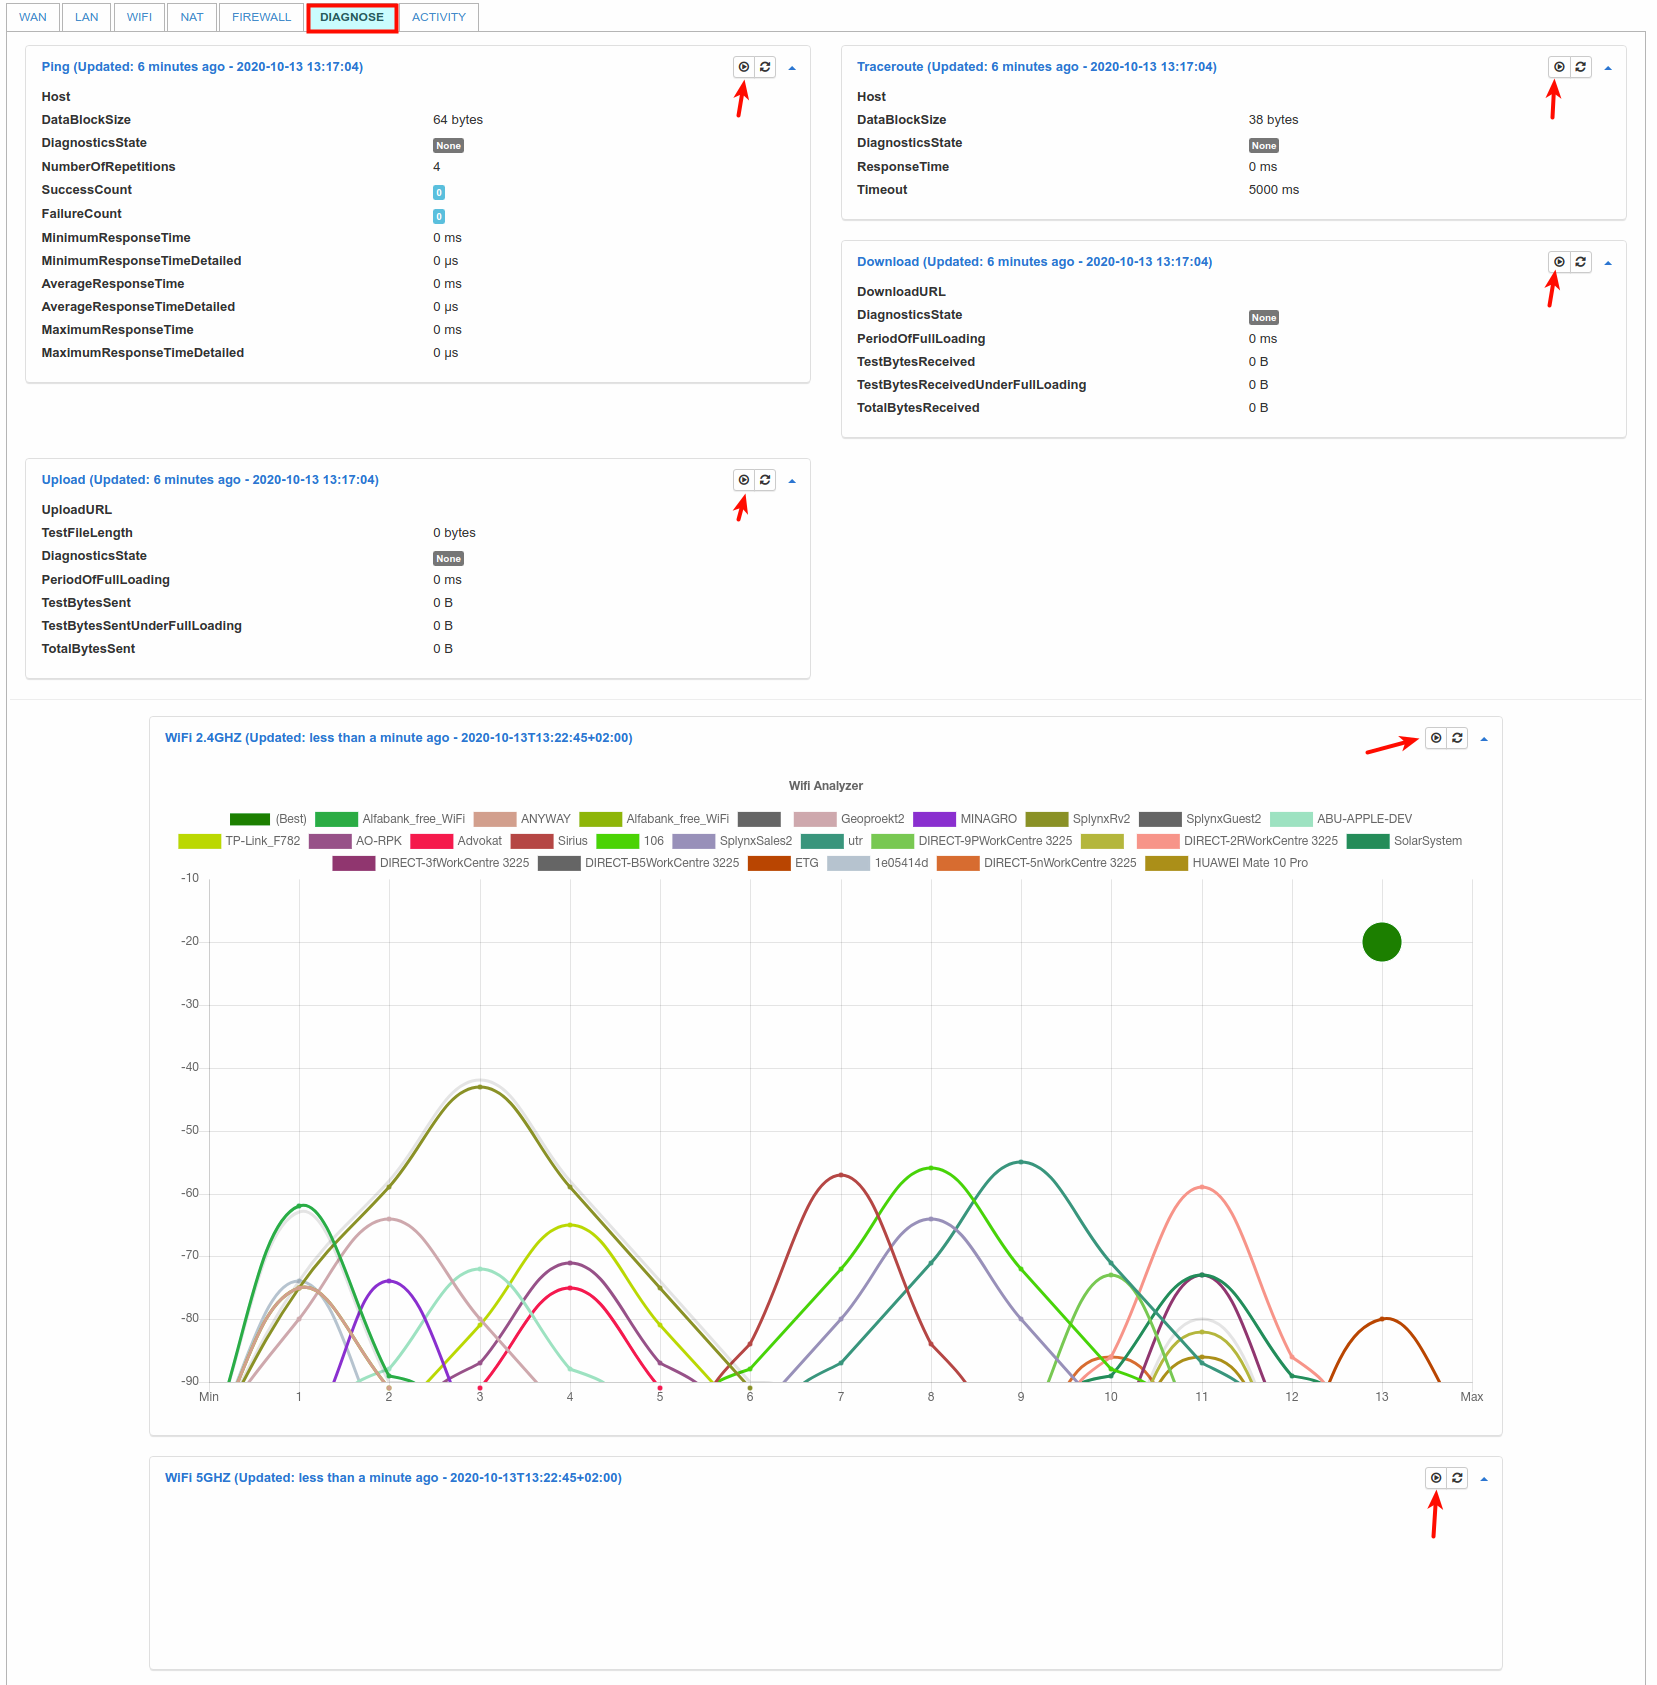 WAN LAN WIFI NAT FIREWALL DIAGNOSE ACTIVITY
Ping (Updated: 6 minutes ago - 2020-10-13 13:17:04)
Host
DataBlockSize 64 bytes
DiagnosticsState None
NumberOfRepetitions 4
SuccessCount 0
FailureCount 0
MinimumResponseTime 0 ms
MinimumResponseTimeDetailed 0 µs
AverageResponseTime 0 ms
AverageResponseTimeDetailed 0 µs
MaximumResponseTime 0 ms
MaximumResponseTimeDetailed 0 µs
Traceroute (Updated: 6 minutes ago - 2020-10-13 13:17:04)
Host
DataBlockSize 38 bytes
DiagnosticsState None
ResponseTime 0 ms
Timeout 5000 ms
Download (Updated: 6 minutes ago - 2020-10-13 13:17:04)
DownloadURL
DiagnosticsState None
PeriodOfFullLoading 0 ms
TestBytesReceived 0 B
TestBytesReceivedUnderFullLoading 0 B
TotalBytesReceived 0 B
Upload (Updated: 6 minutes ago - 2020-10-13 13:17:04)
UploadURL
TestFileLength 0 bytes
DiagnosticsState None
PeriodOfFullLoading 0 ms
TestBytesSent 0 B
TestBytesSentUnderFullLoading 0 B
TotalBytesSent 0 B
WiFi 2.4GHZ (Updated: less than a minute ago - 2020-10-13T13:22:45+02:00)
Wifi Analyzer
(Best) Alfabank_free_WiFi ANYWAY Alfabank_free_WiFi Geoproekt2 MINAGRO SplynxRv2 SplynxGuest2 ABU-APPLE-DEV
TP-Link_F782 AO-RPK Advokat Sirius 106 SplynxSales2 utr DIRECT-9PWorkCentre 3225 DIRECT-2RWorkCentre 3225 SolarSystem
DIRECT-3fWorkCentre 3225 DIRECT-B5WorkCentre 3225 ETG 1e05414d DIRECT-5nWorkCentre 3225 HUAWEI Mate 10 Pro
-10
-20
-30
-40
-50
-60
-70
-80
-90
Min 1 2 3 4 5 6 7 8 9 10 11 12 13 Max
WiFi 5GHZ (Updated: less than a minute ago - 2020-10-13T13:22:45+02:00)